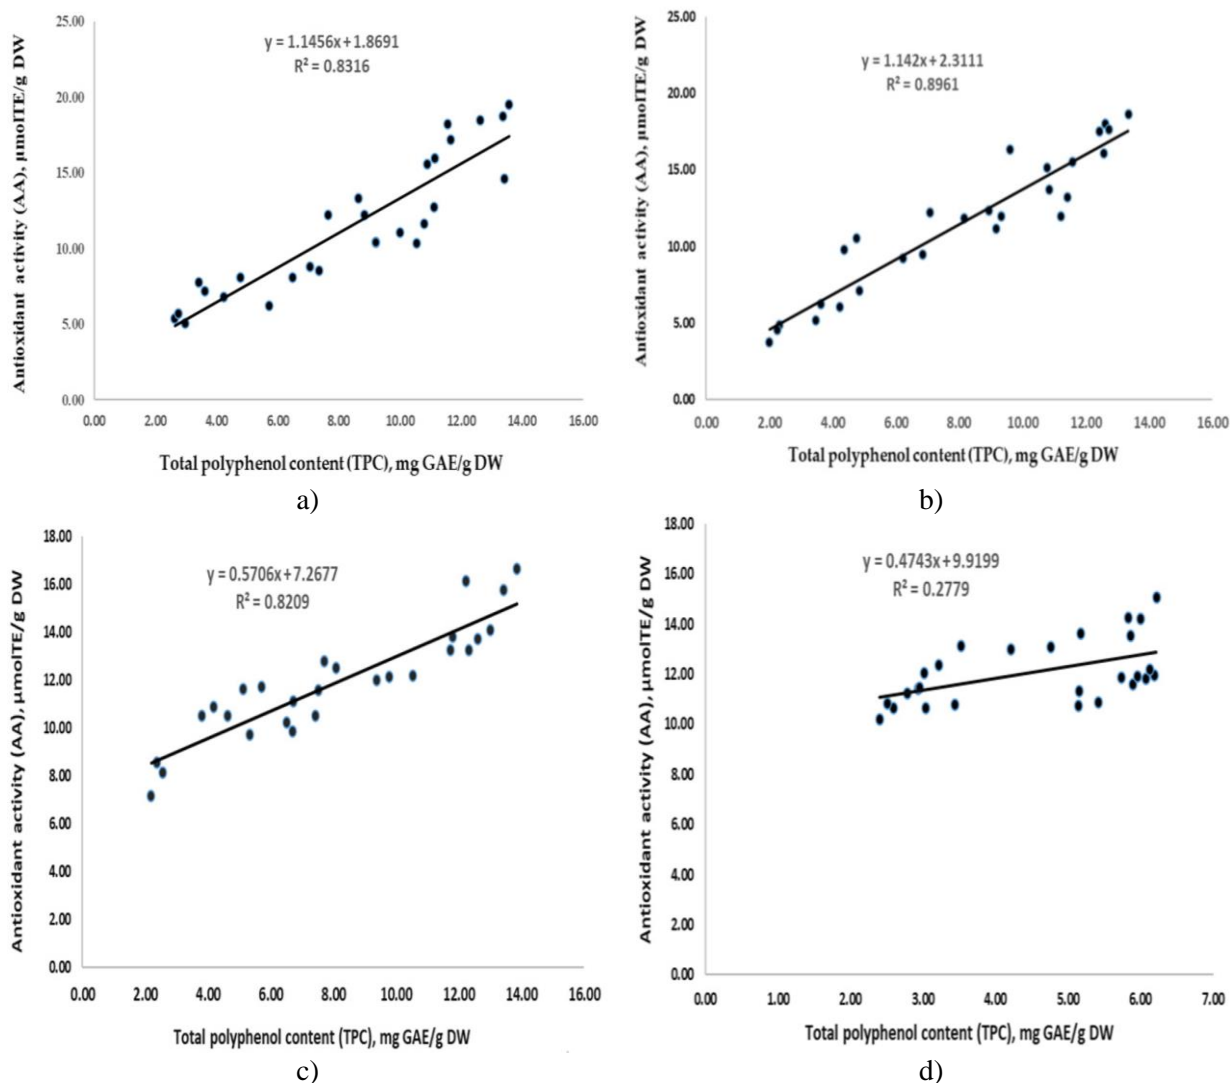 25.00
20.00
15.00
10.00
5.00
0.00
Antioxidant activity (AA), µmolTE/g DW
y = 1.1456x+1.8691
R² = 0.8316
0.00 2.00 4.00 6.00 8.00 10.00 12.00 14.00 16.00
Total polyphenol content (TPC), mg GAE/g DW
a)
25.00
20.00
15.00
10.00
5.00
0.00
Antioxidant activity (AA), µmolTE/g DW
y = 1.142x+2.3111
R² = 0.8961
0.00 2.00 4.00 6.00 8.00 10.00 12.00 14.00 16.00
Total polyphenol content (TPC), mg GAE/g DW
b)
18.00
16.00
14.00
12.00
10.00
8.00
6.00
4.00
2.00
0.00
Antioxidant activity (AA), µmolTE/g DW
y = 0.5706x+7.2677
R² = 0.8209
0.00 2.00 4.00 6.00 8.00 10.00 12.00 14.00 16.00
Total polyphenol content (TPC), mg GAE/g DW
c)
18.00
16.00
14.00
12.00
10.00
8.00
6.00
4.00
2.00
0.00
Antioxidant activity (AA), µmolTE/g DW
y = 0.4743x+9.9199
R² = 0.2779
0.00 1.00 2.00 3.00 4.00 5.00 6.00 7.00
Total polyphenol content (TPC), mg GAE/g DW
d)